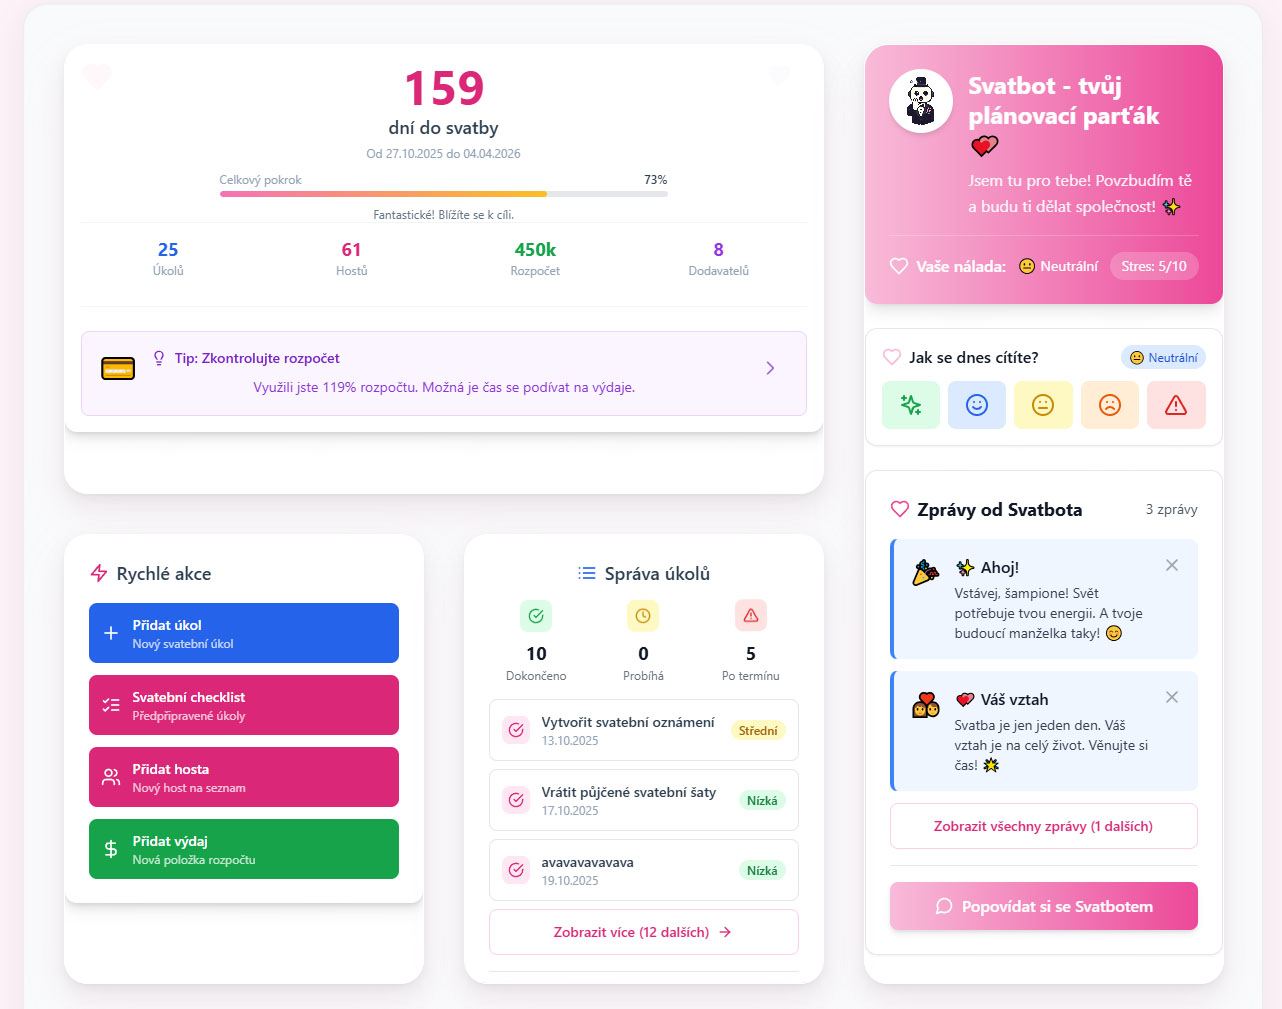 159
dní do svatby
Od 27.10.2025 do 04.04.2026
Celkový pokrok
73%
Fantastické! Blížíte se k cíli.
25
Úkolů
61
Hostů
450k
Rozpočet
8
Dodavatelů
Tip: Zkontrolujte rozpočet
Využili jste 119% rozpočtu. Možná je čas se podívat na výdaje.
Svatbot - tvůj
plánovací parťák
Jsem tu pro tebe! Povzbudím tě
a budu ti dělat společnost!
Vaše nálada:
Neutrální
Stres: 5/10
Jak se dnes cítíte?
Neutrální
Rychlé akce
Přidat úkol
Nový svatební úkol
Svatební checklist
Předpřipravené úkoly
Přidat hosta
Nový host na seznam
Přidat výdaj
Nová položka rozpočtu
Správa úkolů
10
Dokončeno
0
Probíhá
5
Po termínu
Vytvořit svatební oznámení
13.10.2025
Střední
Vrátit půjčené svatební šaty
17.10.2025
Nízká
avavavavavava
19.10.2025
Nízká
Zobrazit více (12 dalších)
Zprávy od Svatbota
3 zprávy
Ahoj!
Vstávej, šampione! Svět
potřebuje tvou energii. A tvoje
budoucí manželka taky!
Váš vztah
Svatba je jen jeden den. Váš
vztah je na celý život. Věnujte si
čas!
Zobrazit všechny zprávy (1 dalších)
Popovídat si se Svatbotem